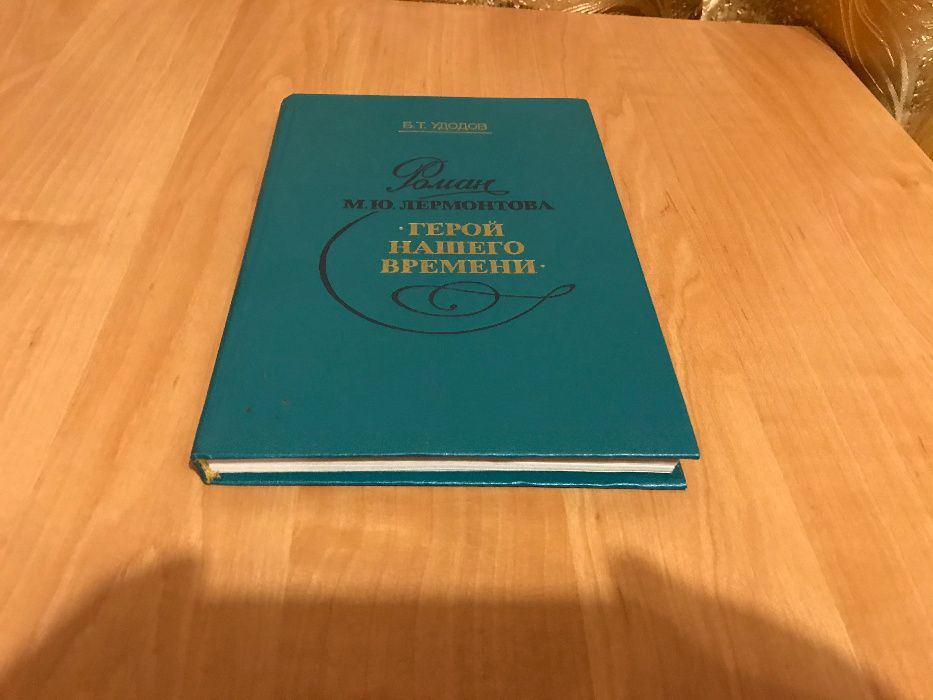 Б.Т. УДОДОВ
Роман
М.Ю. ЛЕРМОНТОВА
·ГЕРОЙ
НАШЕГО
ВРЕМЕНИ·